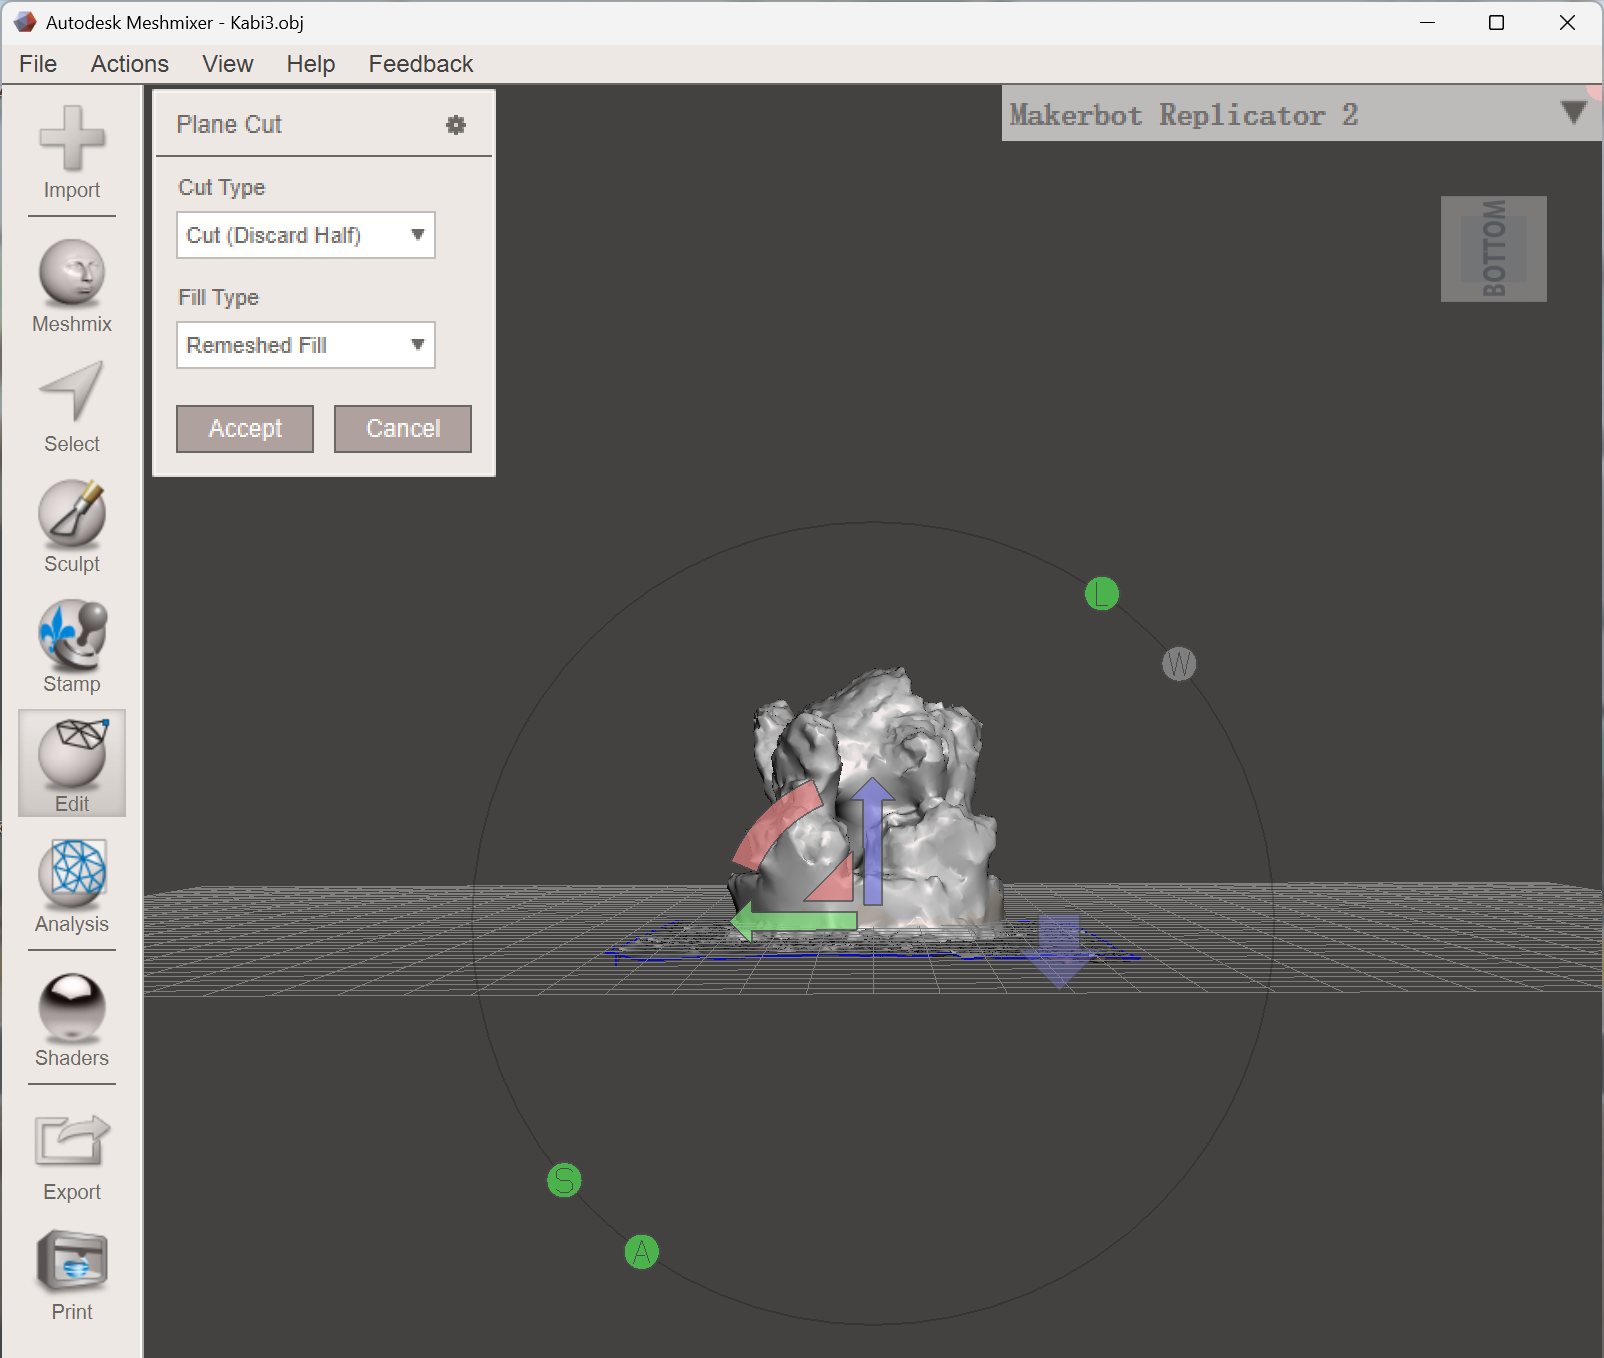 Autodesk Meshmixer - Kabi3.obj
File Actions View Help Feedback
Import
Meshmix
Select
Sculpt
Stamp
Edit
Analysis
Shaders
Export
Print
Plane Cut
Cut Type
Cut (Discard Half)
Fill Type
Remeshed Fill
Accept Cancel
Makerbot Replicator 2
BOTTOM
L
W
S
A